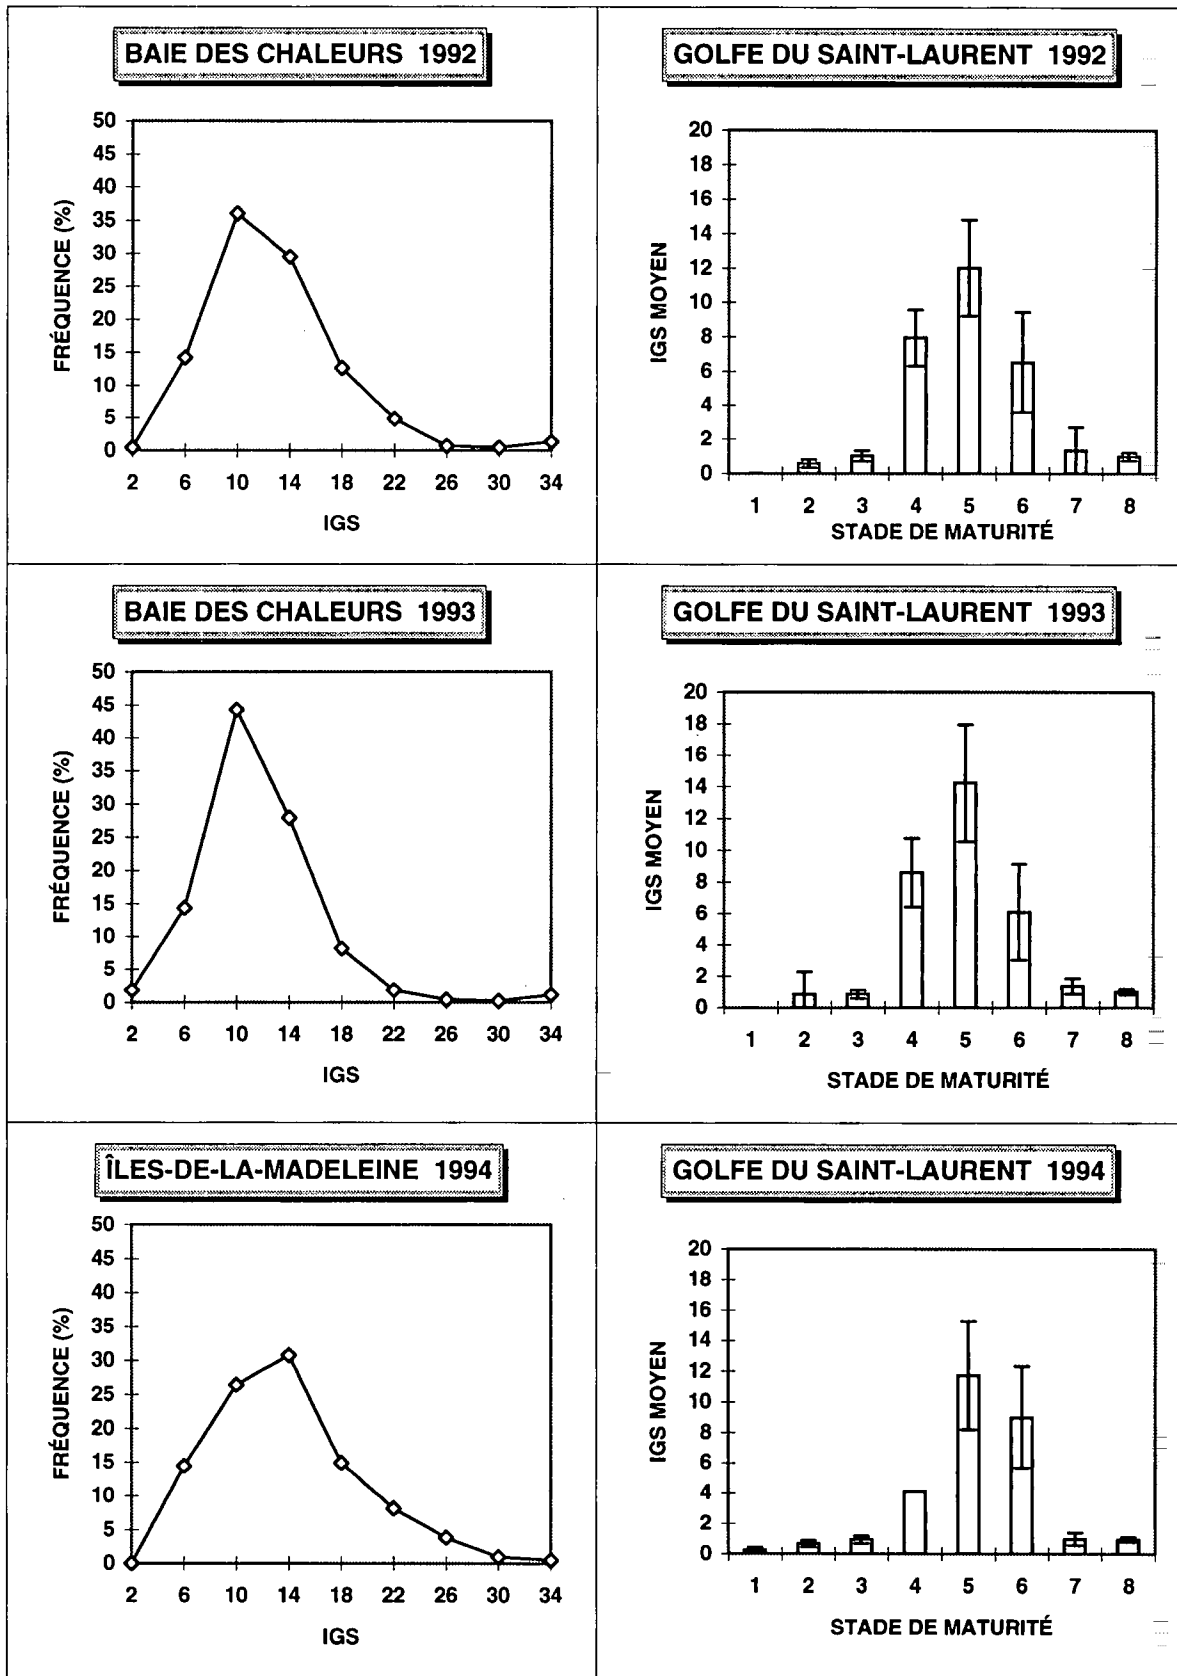 BAIE DES CHALEURS 1992
50
45
40
35
30
25
20
15
10
5
0
FRÉQUENCE (%)
2 6 10 14 18 22 26 30 34
IGS
GOLFE DU SAINT-LAURENT 1992
20
18
16
14
12
10
8
6
4
2
0
IGS MOYEN
1 2 3 4 5 6 7 8
STADE DE MATURITÉ
BAIE DES CHALEURS 1993
50
45
40
35
30
25
20
15
10
5
0
FRÉQUENCE (%)
2 6 10 14 18 22 26 30 34
IGS
GOLFE DU SAINT-LAURENT 1993
20
18
16
14
12
10
8
6
4
2
0
IGS MOYEN
1 2 3 4 5 6 7 8
STADE DE MATURITÉ
ÎLES-DE-LA-MADELEINE 1994
50
45
40
35
30
25
20
15
10
5
0
FRÉQUENCE (%)
2 6 10 14 18 22 26 30 34
IGS
GOLFE DU SAINT-LAURENT 1994
20
18
16
14
12
10
8
6
4
2
0
IGS MOYEN
1 2 3 4 5 6 7 8
STADE DE MATURITÉ